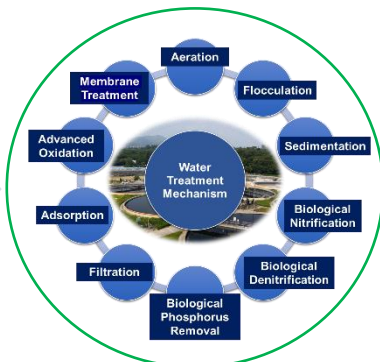 Aeration
Flocculation
Sedimentation
Biological
Nitrification
Biological
Denitrification
Biological
Phosphorus
Removal
Filtration
Adsorption
Advanced
Oxidation
Membrane
Treatment
Water
Treatment
Mechanism